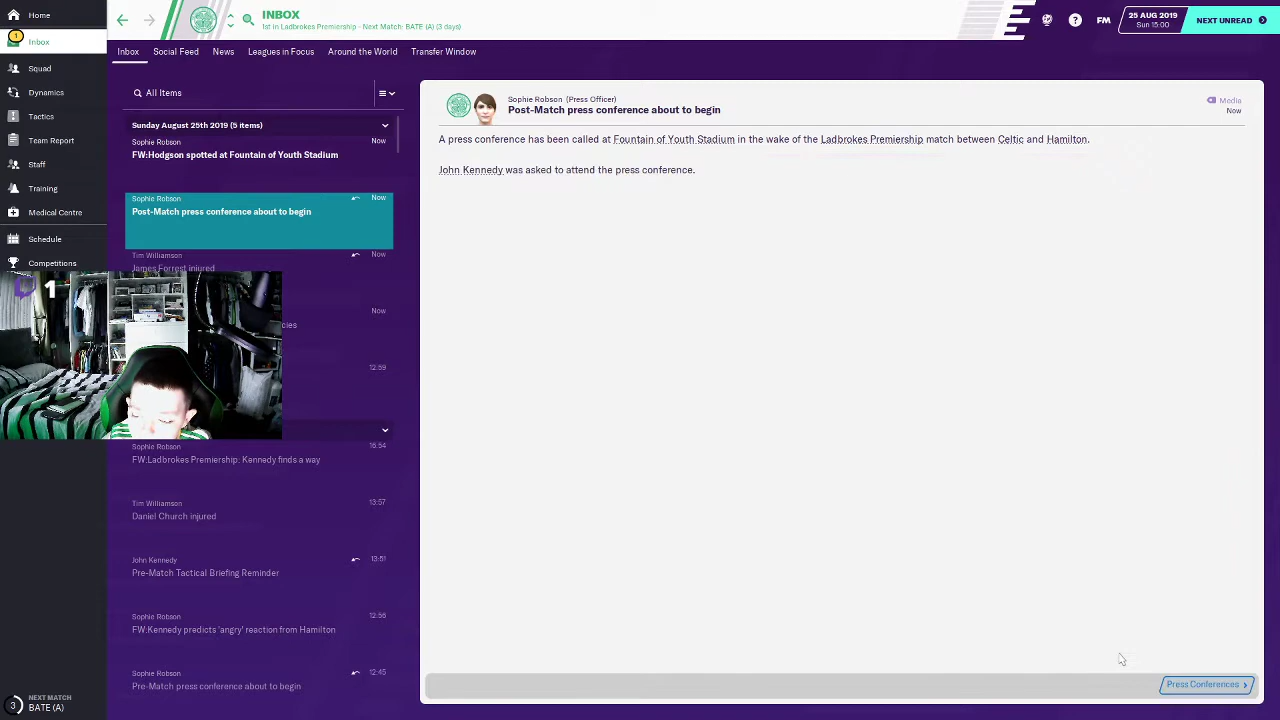 Home
1
Inbox
Squad
Dynamics
Tactics
Team Report
Staff
Training
Medical Centre
Schedule
Competitions
1
3
NEXT MATCH
BATE (A)
INBOX
1st in Ladbrokes Premiership - Next Match: BATE (A) (3 days)
?
FM
25 AUG 2019
Sun 15:00
NEXT UNREAD
Inbox
Social Feed
News
Leagues in Focus
Around the World
Transfer Window
All Items
Sunday August 25th 2019 (5 items)
Sophie Robson
Now
FW:Hodgson spotted at Fountain of Youth Stadium
Sophie Robson
Now
Post-Match press conference about to begin
Tim Williamson
Now
James Forrest injured
Now
cies
12:59
Sophie Robson
16:54
FW:Ladbrokes Premiership: Kennedy finds a way
Tim Williamson
13:57
Daniel Church injured
John Kennedy
13:51
Pre-Match Tactical Briefing Reminder
Sophie Robson
12:56
FW:Kennedy predicts 'angry' reaction from Hamilton
Sophie Robson
12:45
Pre-Match press conference about to begin
Sophie Robson (Press Officer)
Post-Match press conference about to begin
Media
Now
A press conference has been called at Fountain of Youth Stadium in the wake of the Ladbrokes Premiership match between Celtic and Hamilton.
John Kennedy was asked to attend the press conference.
Press Conferences